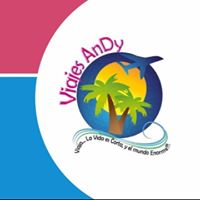 Viajes AnDy
Viaja... La Vida es Corta, y el mundo Enorme!!!